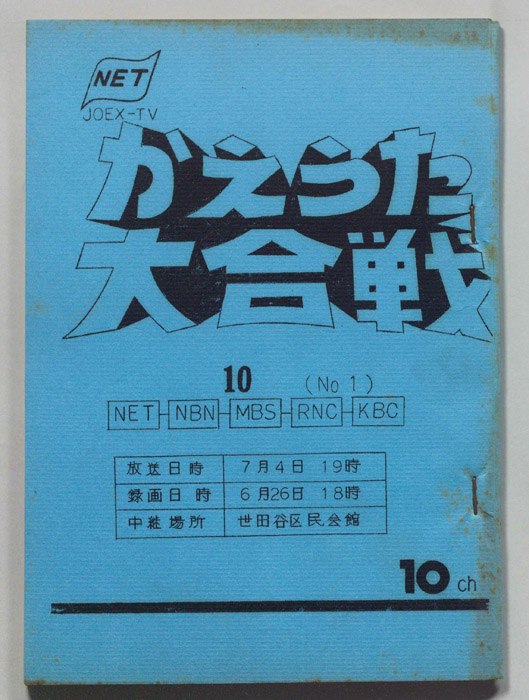 NET
JOEX-TV
かえうた
大合戦
10 (No 1)
NET-NBN-MBS-RNC-KBC
放送日時 7月4日 19時
録画日時 6月26日 18時
中継場所 世田谷区民会館
10 ch